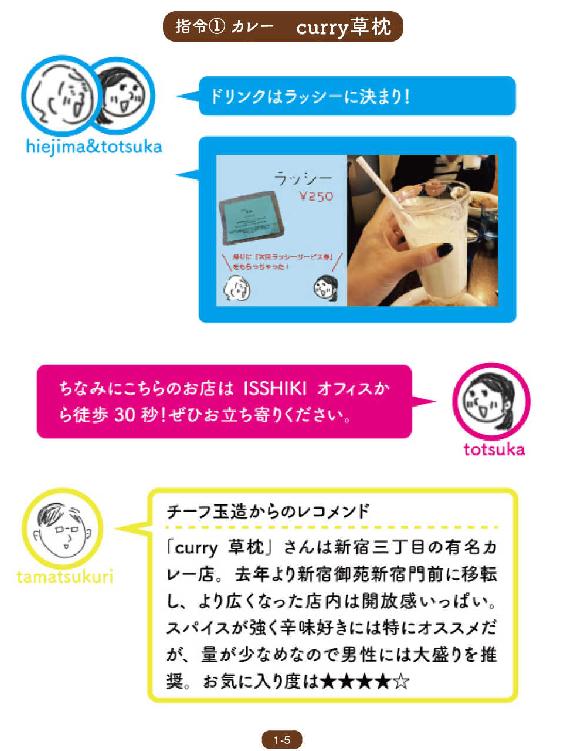 指令① カレー　curry草枕
ドリンクはラッシーに決まり！
hiejima&totsuka
ラッシー
¥250
帰りに「次回ラッシーサービス券」
をもらっちゃった！
ちなみにこちらのお店は ISSHIKI オフィスか
ら徒歩 30 秒！ぜひお立ち寄りください。
totsuka
チーフ玉造からのレコメンド
「curry 草枕」さんは新宿三丁目の有名カ
レー店。去年より新宿御苑新宿門前に移転
し、より広くなった店内は開放感いっぱい。
スパイスが強く辛味好きには特にオススメだ
が、量が少なめなので男性には大盛りを推
奨。お気に入り度は★★★★☆
tamatsukuri
1-5